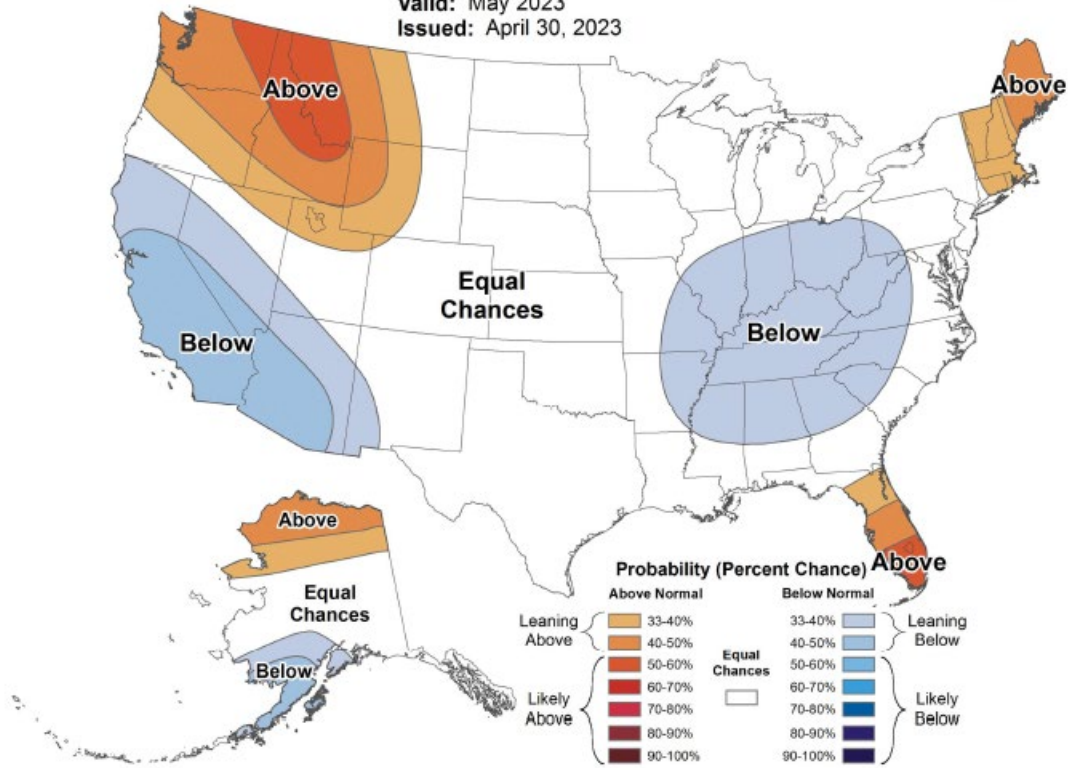 Valid: May 2023
Issued: April 30, 2023
Above
Above
Equal
Chances
Below
Below
Above
Above
Equal
Chances
Below
Probability (Percent Chance)
Above Normal
Below Normal
Leaning
Above
33-40%
33-40%
Leaning
Below
40-50%
40-50%
Equal
Chances
50-60%
50-60%
Likely
Above
60-70%
60-70%
Likely
Below
70-80%
70-80%
80-90%
80-90%
90-100%
90-100%